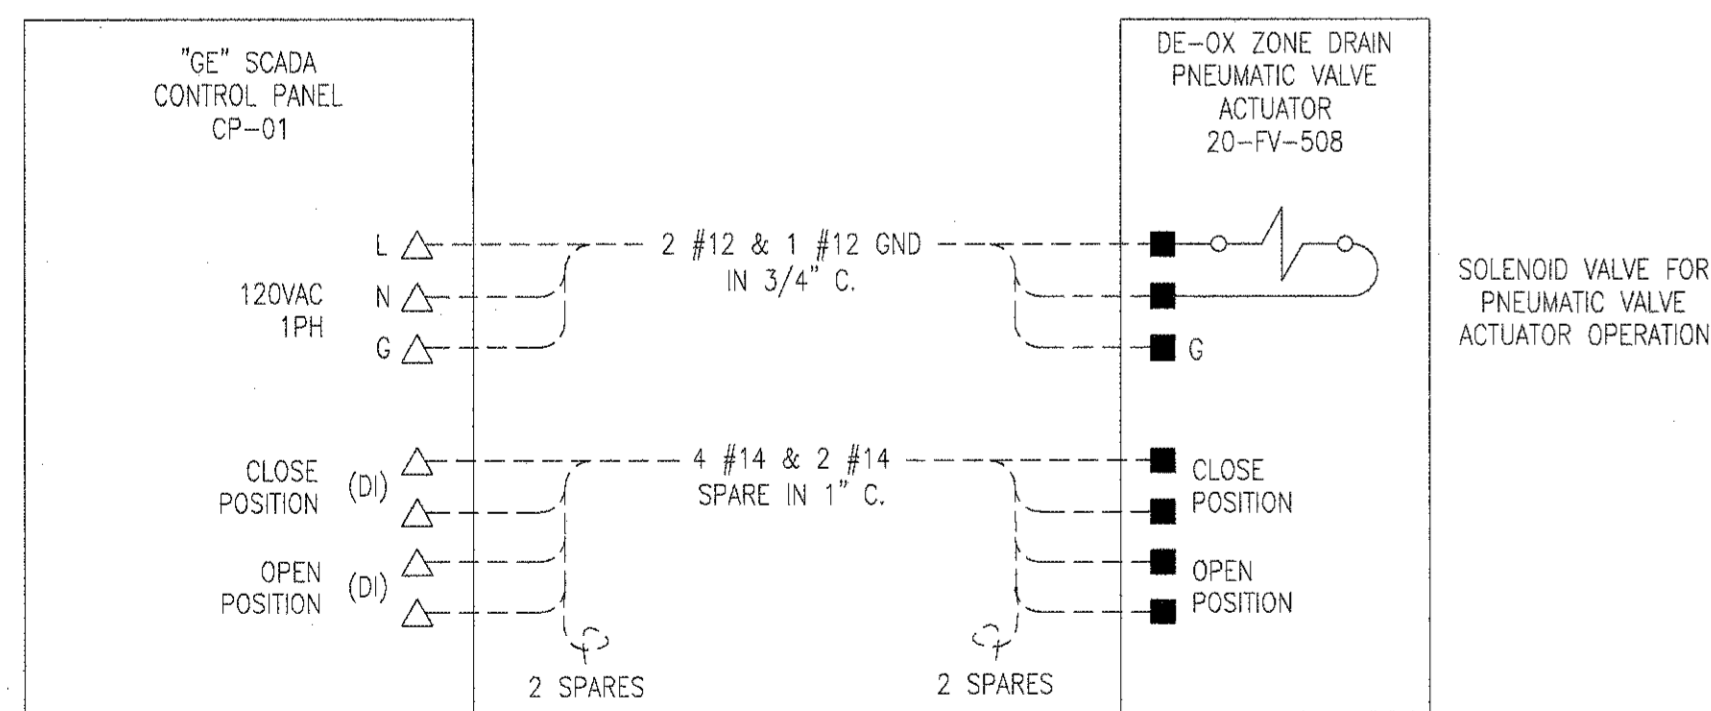 "GE" SCADA
CONTROL PANEL
CP-01
DE-OX ZONE DRAIN
PNEUMATIC VALVE
ACTUATOR
20-FV-508
L
2 #12 & 1 #12 GND
IN 3/4" C.
120VAC
1PH
N
G
G
SOLENOID VALVE FOR
PNEUMATIC VALVE
ACTUATOR OPERATION
CLOSE
POSITION
(DI)
4 #14 & 2 #14
SPARE IN 1" C.
CLOSE
POSITION
OPEN
POSITION
(DI)
OPEN
POSITION
2 SPARES
2 SPARES